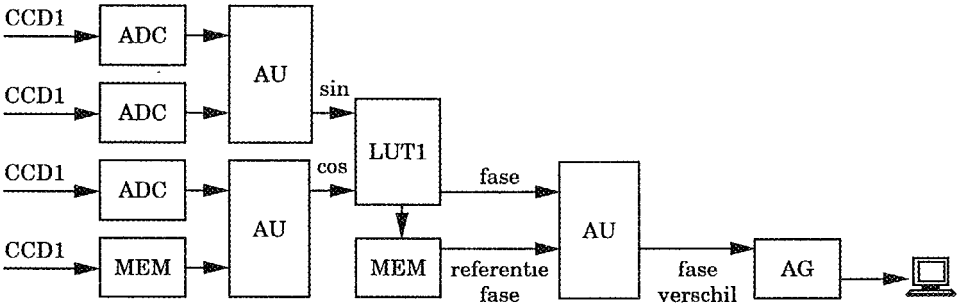 CCD1
ADC
AU
CCD1
ADC
sin
LUT1
CCD1
ADC
cos
AU
fase
AU
CCD1
MEM
MEM
referentie
fase
fase
verschil
AG